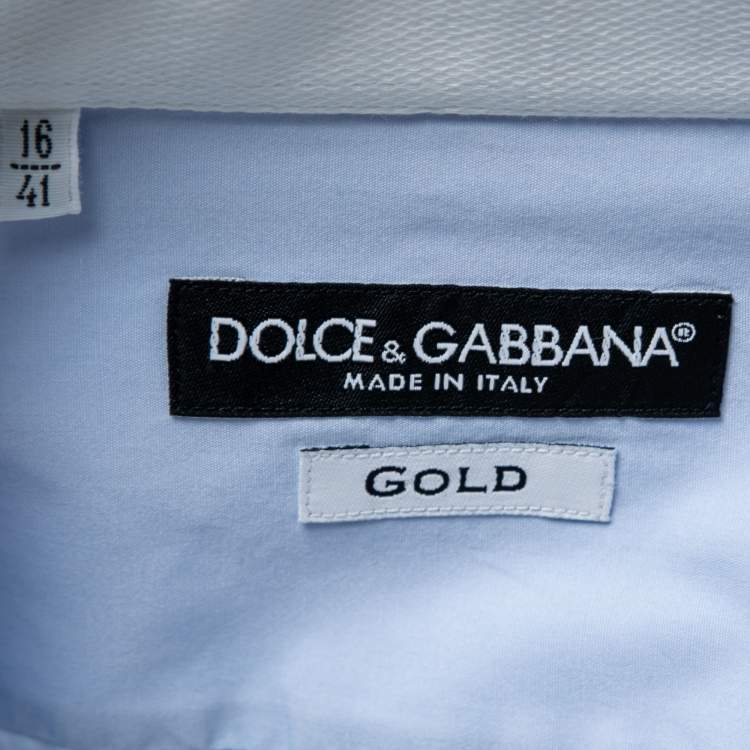 16
41
DOLCE & GABBANA®
MADE IN ITALY
GOLD